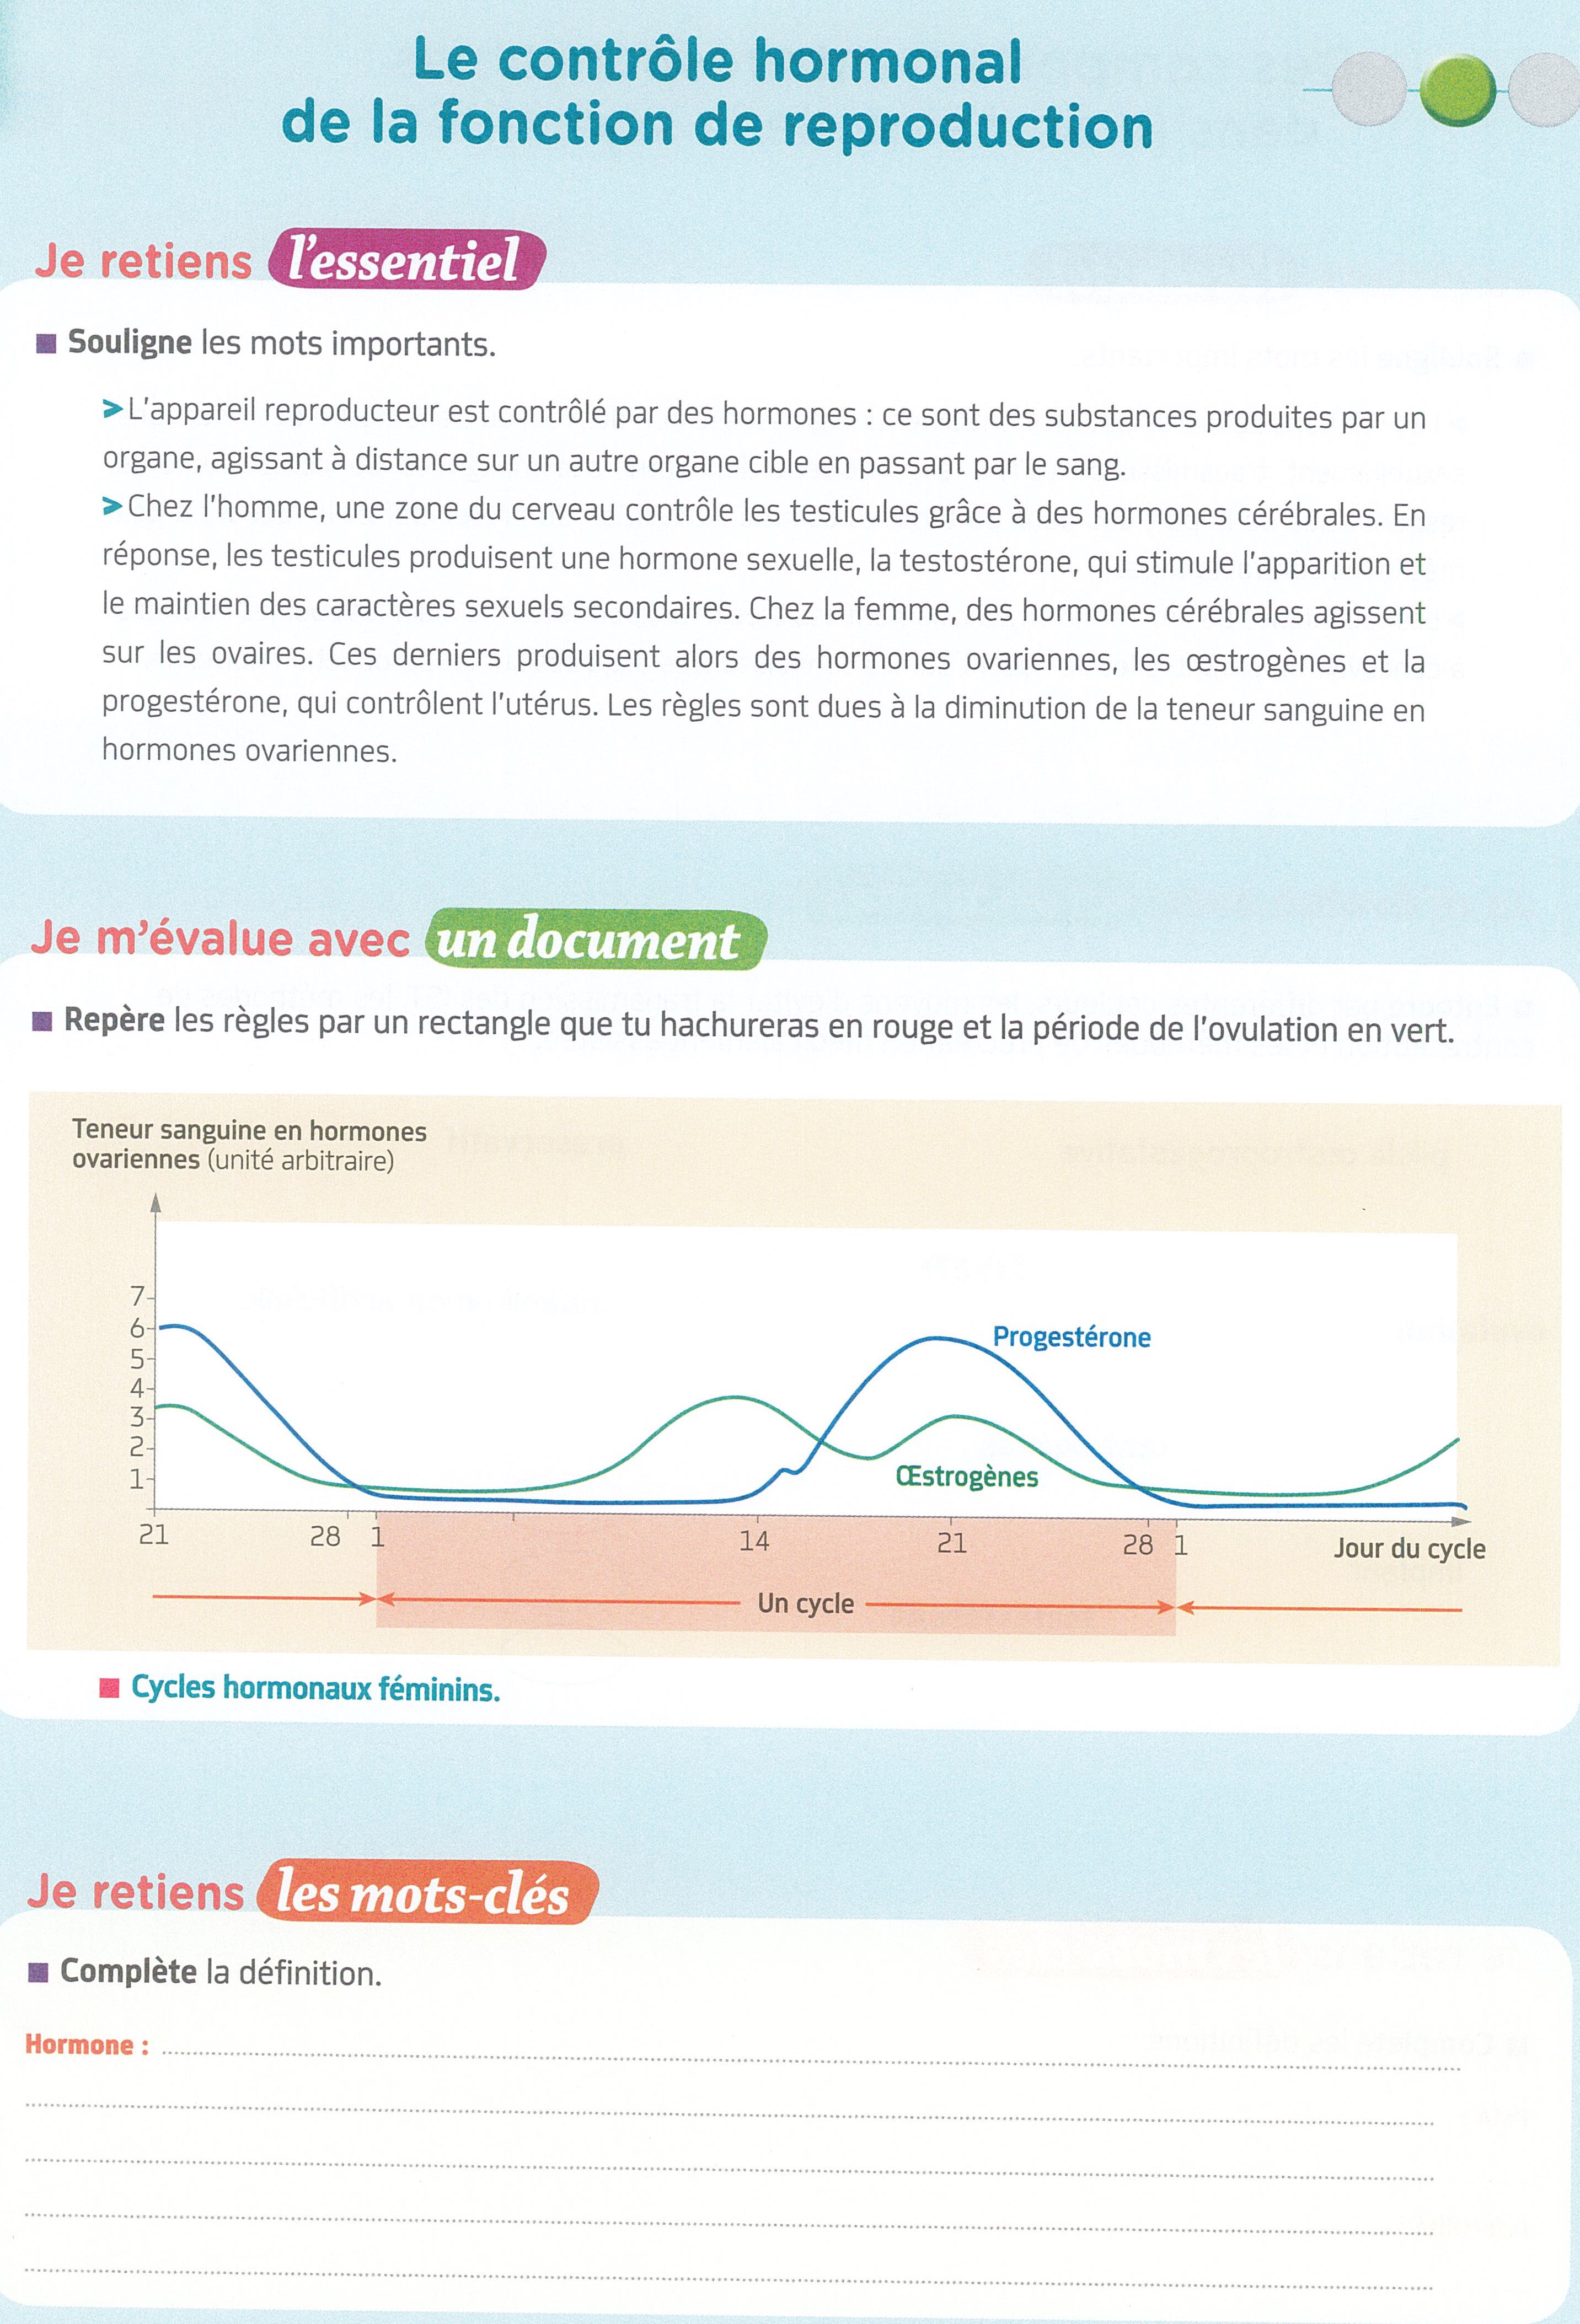 Le contrôle hormonal
de la fonction de reproduction
Je retiens l'essentiel
Souligne les mots importants.
> L'appareil reproducteur est contrôlé par des hormones : ce sont des substances produites par un
organe, agissant à distance sur un autre organe cible en passant par le sang.
> Chez l'homme, une zone du cerveau contrôle les testicules grâce à des hormones cérébrales. En
réponse, les testicules produisent une hormone sexuelle, la testostérone, qui stimule l'apparition et
le maintien des caractères sexuels secondaires. Chez la femme, des hormones cérébrales agissent
sur les ovaires. Ces derniers produisent alors des hormones ovariennes, les œstrogènes et la
progestérone, qui contrôlent l'utérus. Les règles sont dues à la diminution de la teneur sanguine en
hormones ovariennes.
Je m'évalue avec un document
Repère les règles par un rectangle que tu hachureras en rouge et la période de l'ovulation en vert.
Teneur sanguine en hormones
ovariennes (unité arbitraire)
7
6
5
4
3
2
1
Progestérone
Œstrogènes
21 28 1 14 21 28 1 Jour du cycle
Un cycle
Cycles hormonaux féminins.
Je retiens les mots-clés
Complète la définition.
Hormone :